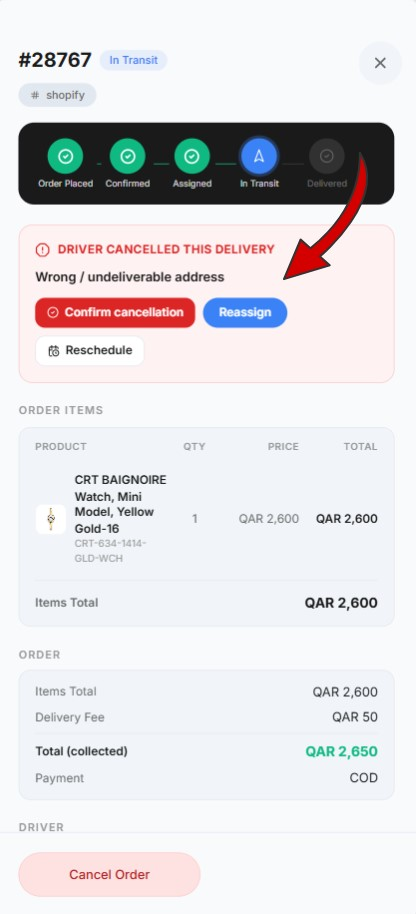 #28767 In Transit
# shopify
Order Placed Confirmed Assigned In Transit Delivered
DRIVER CANCELLED THIS DELIVERY
Wrong / undeliverable address
Confirm cancellation Reassign
Reschedule
ORDER ITEMS
PRODUCT QTY PRICE TOTAL
CRT BAIGNOIRE
Watch, Mini
Model, Yellow
Gold-16
1 QAR 2,600 QAR 2,600
CRT-634-1414-
GLD-WCH
Items Total QAR 2,600
ORDER
Items Total QAR 2,600
Delivery Fee QAR 50
Total (collected) QAR 2,650
Payment COD
DRIVER
Cancel Order